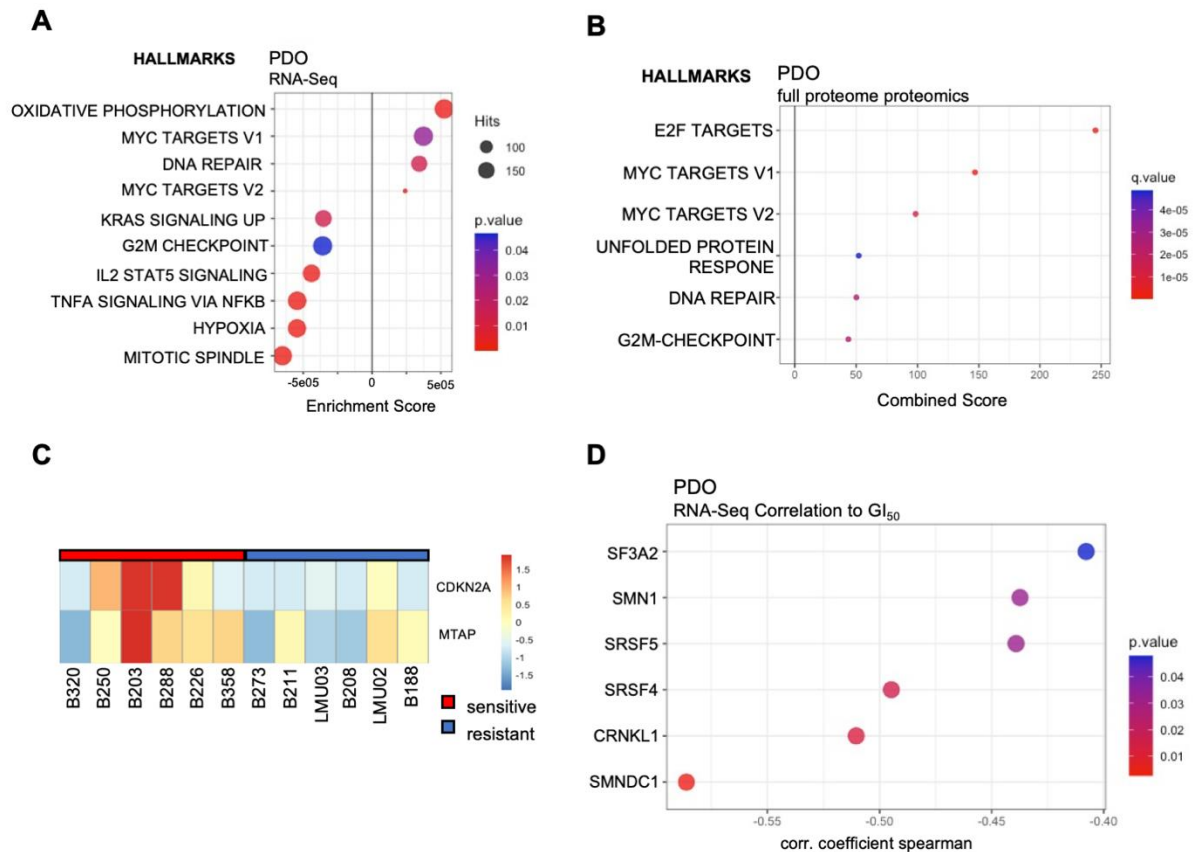 A
HALLMARKS
PDO
RNA-Seq
OXIDATIVE PHOSPHORYLATION
MYC TARGETS V1
DNA REPAIR
MYC TARGETS V2
KRAS SIGNALING UP
G2M CHECKPOINT
IL2 STAT5 SIGNALING
TNFA SIGNALING VIA NFKB
HYPOXIA
MITOTIC SPINDLE
-5e05
0
5e05
Enrichment Score
Hits
100
150
p.value
0.04
0.03
0.02
0.01
B
HALLMARKS
PDO
full proteome proteomics
E2F TARGETS
MYC TARGETS V1
MYC TARGETS V2
UNFOLDED PROTEIN
RESPONE
DNA REPAIR
G2M-CHECKPOINT
0
50
100
150
200
250
Combined Score
q.value
4e-05
3e-05
2e-05
1e-05
C
CDKN2A
MTAP
1.5
1
0.5
0
-0.5
-1
-1.5
B320
B250
B203
B288
B226
B358
B273
B211
LMU03
B208
LMU02
B188
sensitive
resistant
D
PDO
RNA-Seq Correlation to GI₅₀
SF3A2
SMN1
SRSF5
SRSF4
CRNKL1
SMNDC1
-0.55
-0.50
-0.45
-0.40
corr. coefficient spearman
p.value
0.04
0.03
0.02
0.01